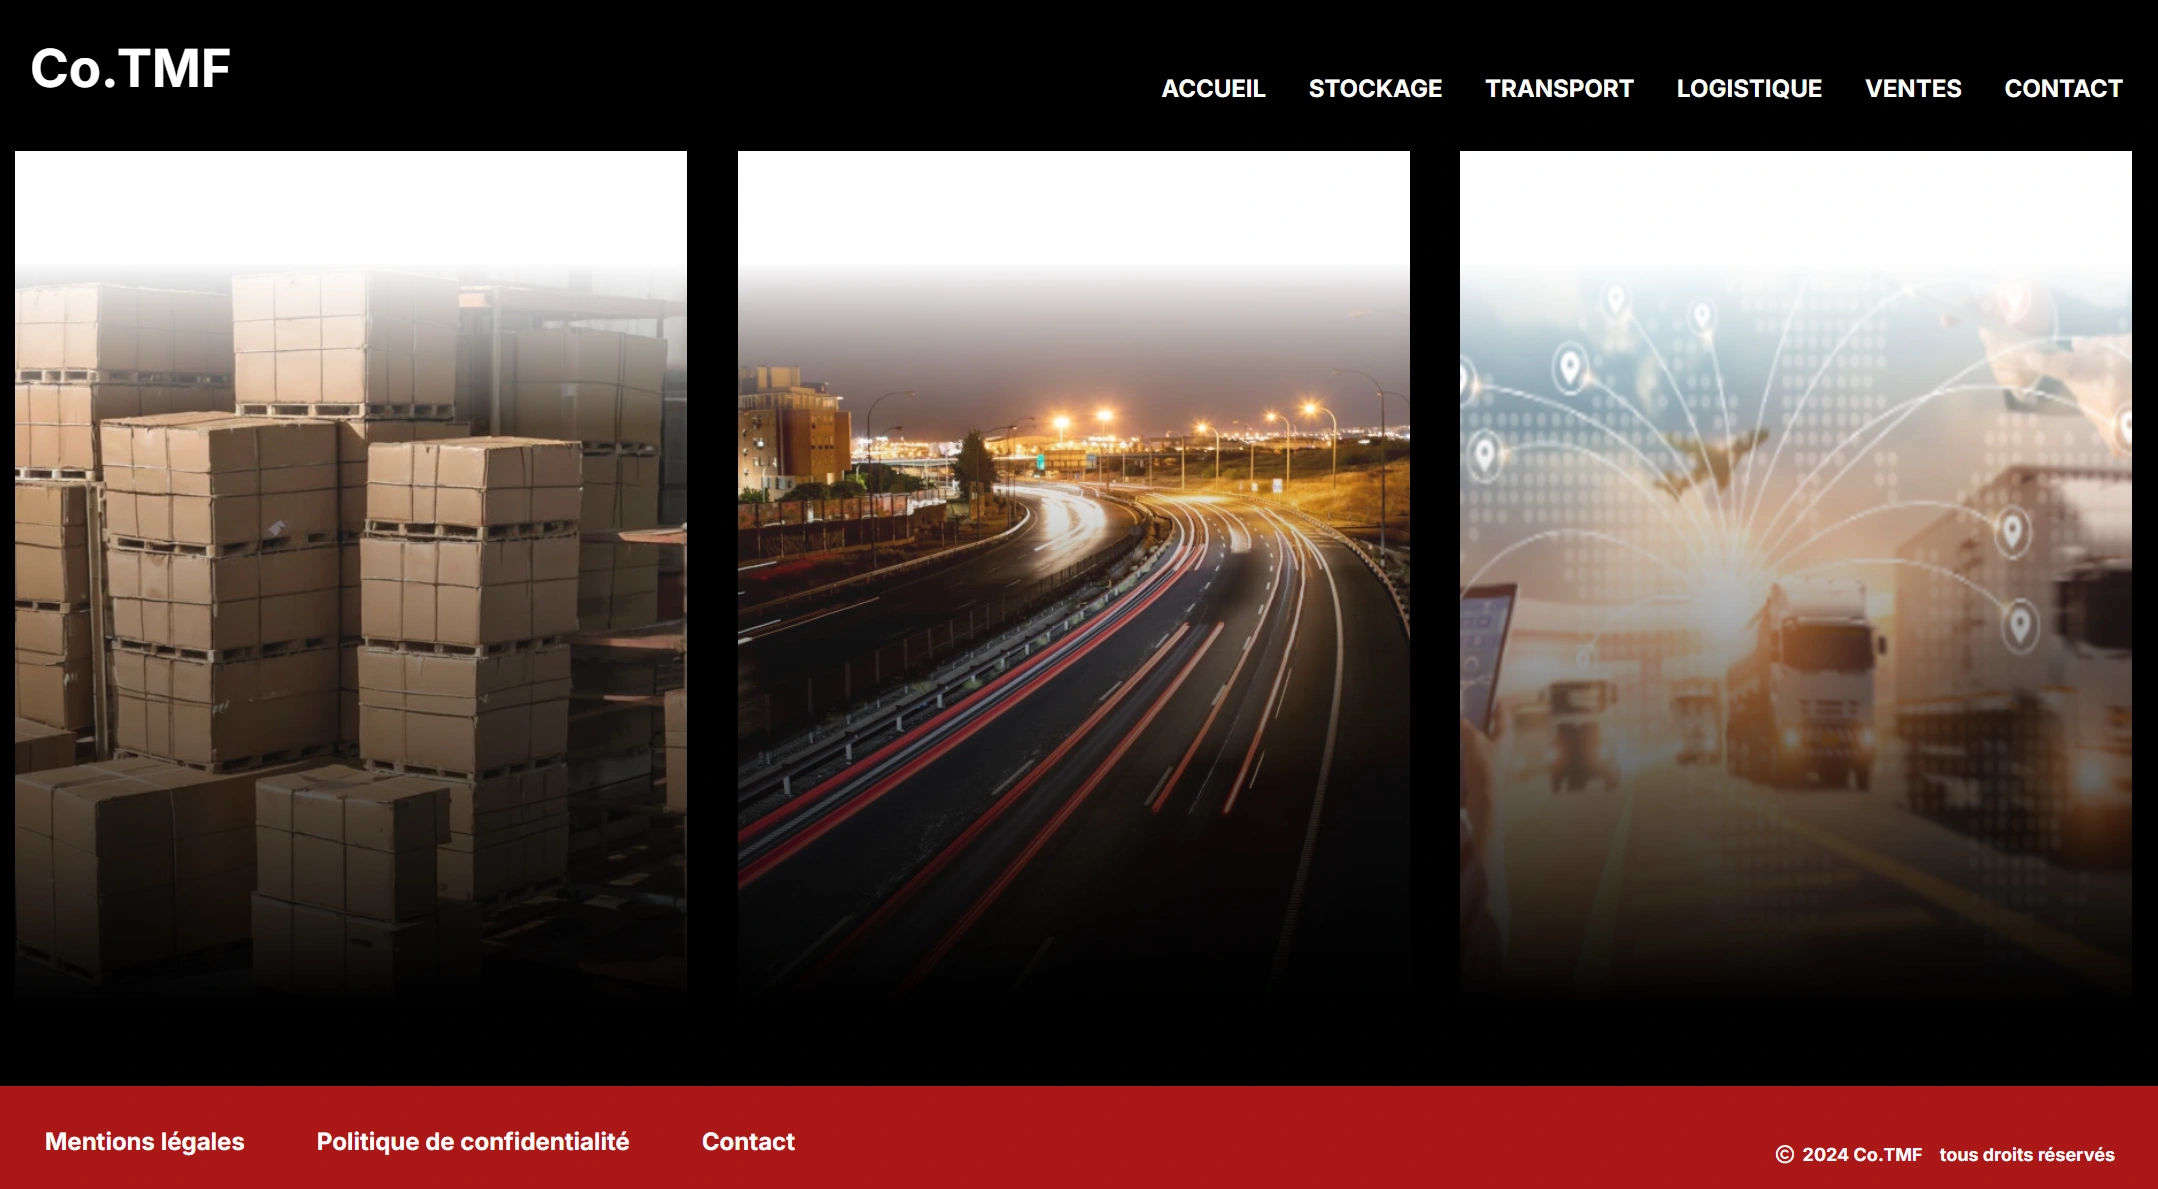 Co.TMF
ACCUEIL STOCKAGE TRANSPORT LOGISTIQUE VENTES CONTACT
Mentions légales Politique de confidentialité Contact
© 2024 Co.TMF tous droits réservés